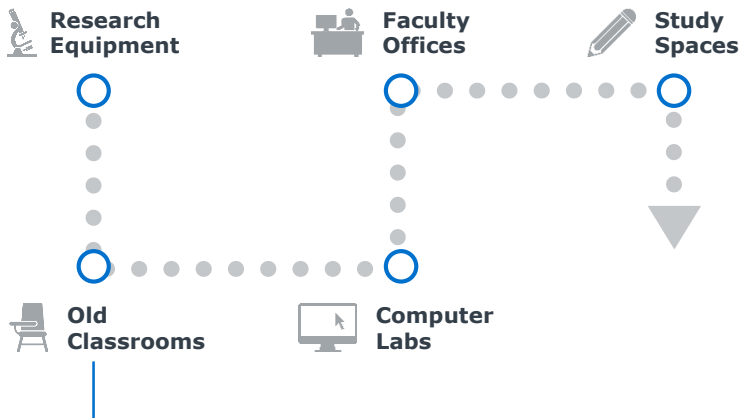 Research
Equipment
Faculty
Offices
Study
Spaces
Old
Classrooms
Computer
Labs